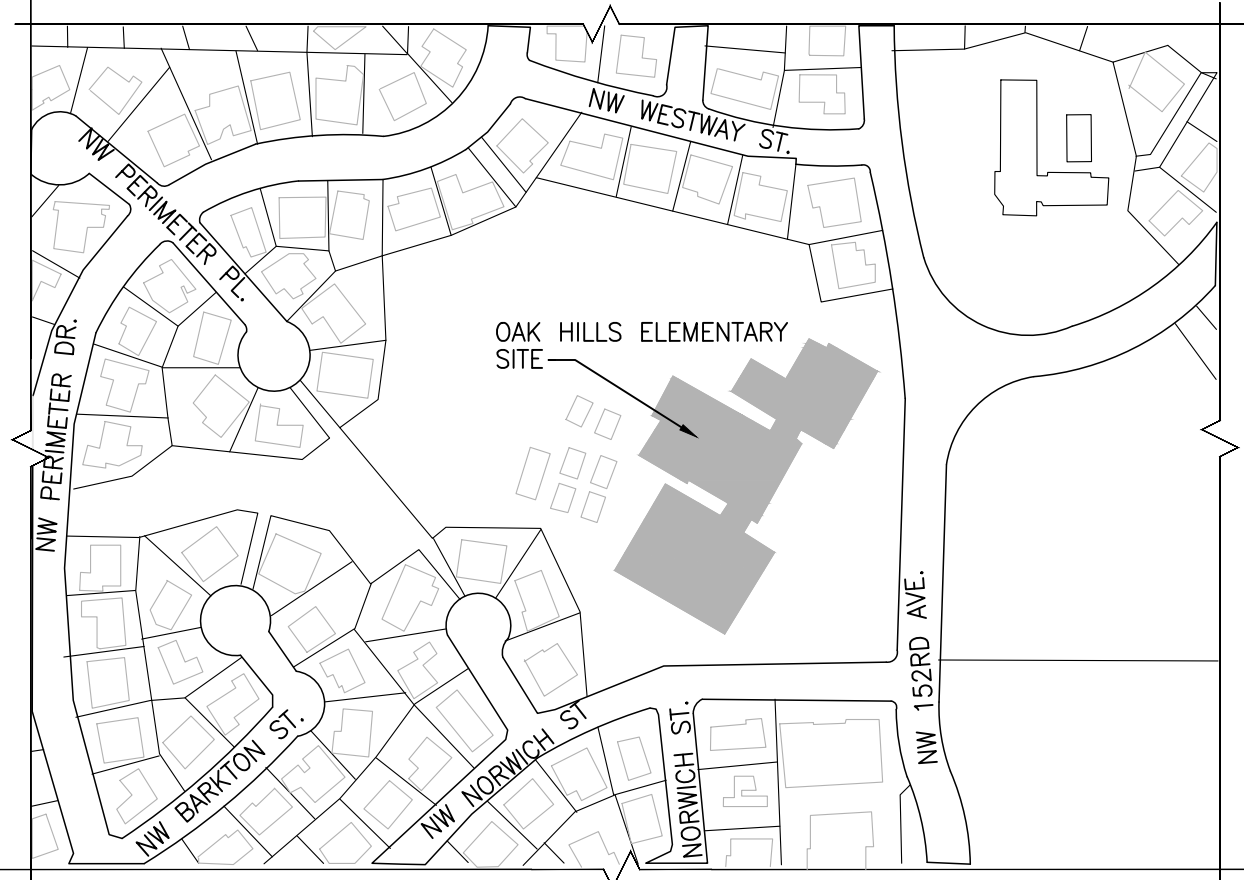 NW WESTWAY ST.
NW PERIMETER PL.
NW PERIMETER DR.
OAK HILLS ELEMENTARY
SITE
NW 152RD AVE.
NW BARKTON ST.
NW NORWICH ST
NORWICH ST.